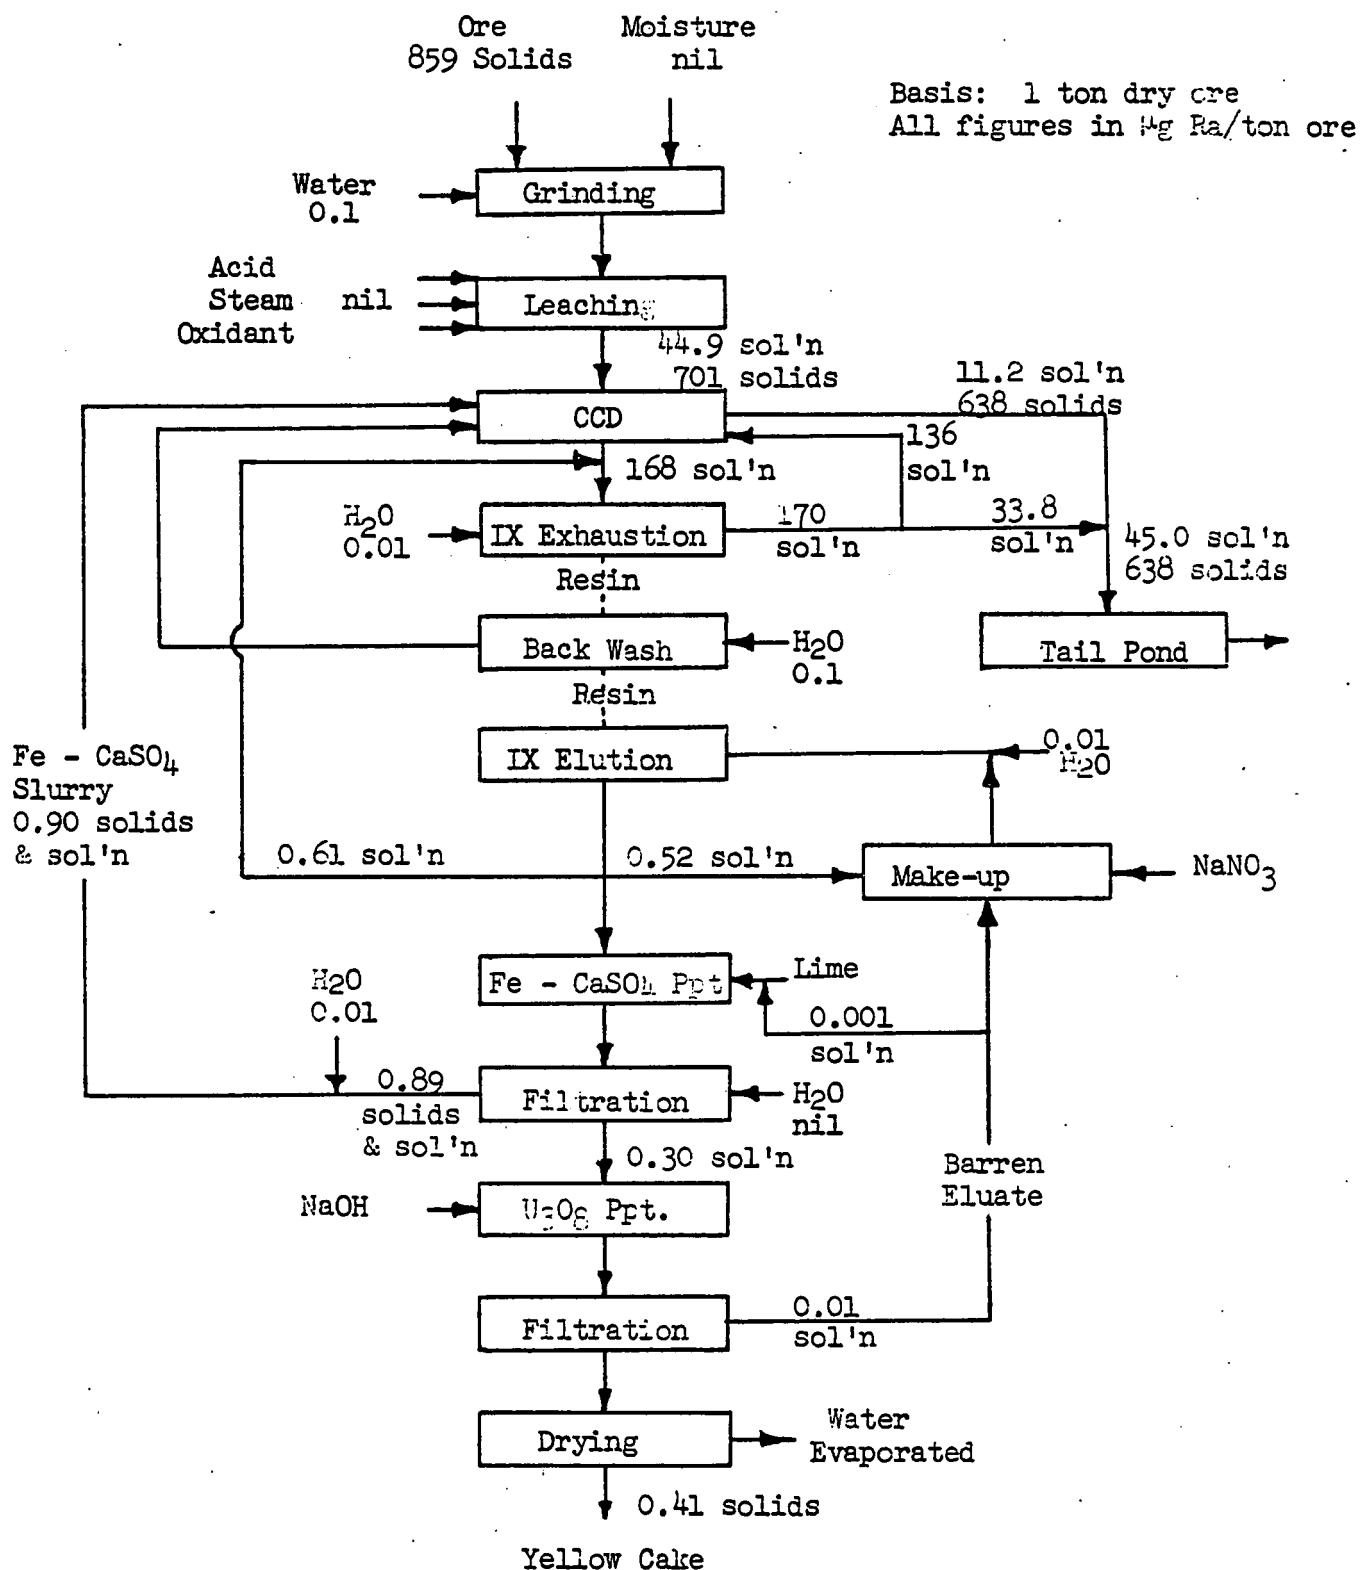 Ore
859 Solids
Moisture
nil
Basis: 1 ton dry ore
All figures in μg Ra/ton ore
Water
0.1
Grinding
Acid
Steam nil
Oxidant
Leaching
44.9 sol'n
701 solids
11.2 sol'n
638 solids
CCD
136
sol'n
168 sol'n
H2O
0.01
IX Exhaustion
170
sol'n
33.8
sol'n
45.0 sol'n
638 solids
Resin
Back Wash
H2O
0.1
Tail Pond
Resin
IX Elution
0.01
H2O
Fe - CaSO4
Slurry
0.90 solids
& sol'n
0.61 sol'n
0.52 sol'n
Make-up
NaNO3
Fe - CaSO4 Ppt
Lime
0.001
sol'n
H2O
0.01
0.89
solids
& sol'n
Filtration
H2O
nil
0.30 sol'n
Barren
Eluate
NaOH
U3O8 Ppt.
Filtration
0.01
sol'n
Drying
Water
Evaporated
0.41 solids
Yellow Cake